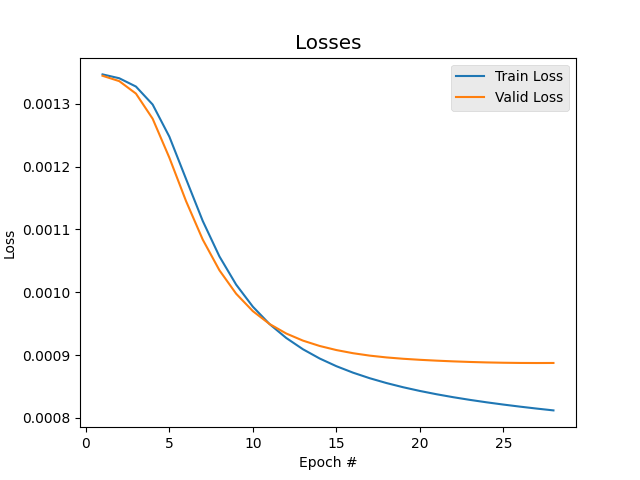 Losses
Train Loss
Valid Loss
0.0013
0.0012
0.0011
0.0010
0.0009
0.0008
Loss
0 5 10 15 20 25
Epoch #